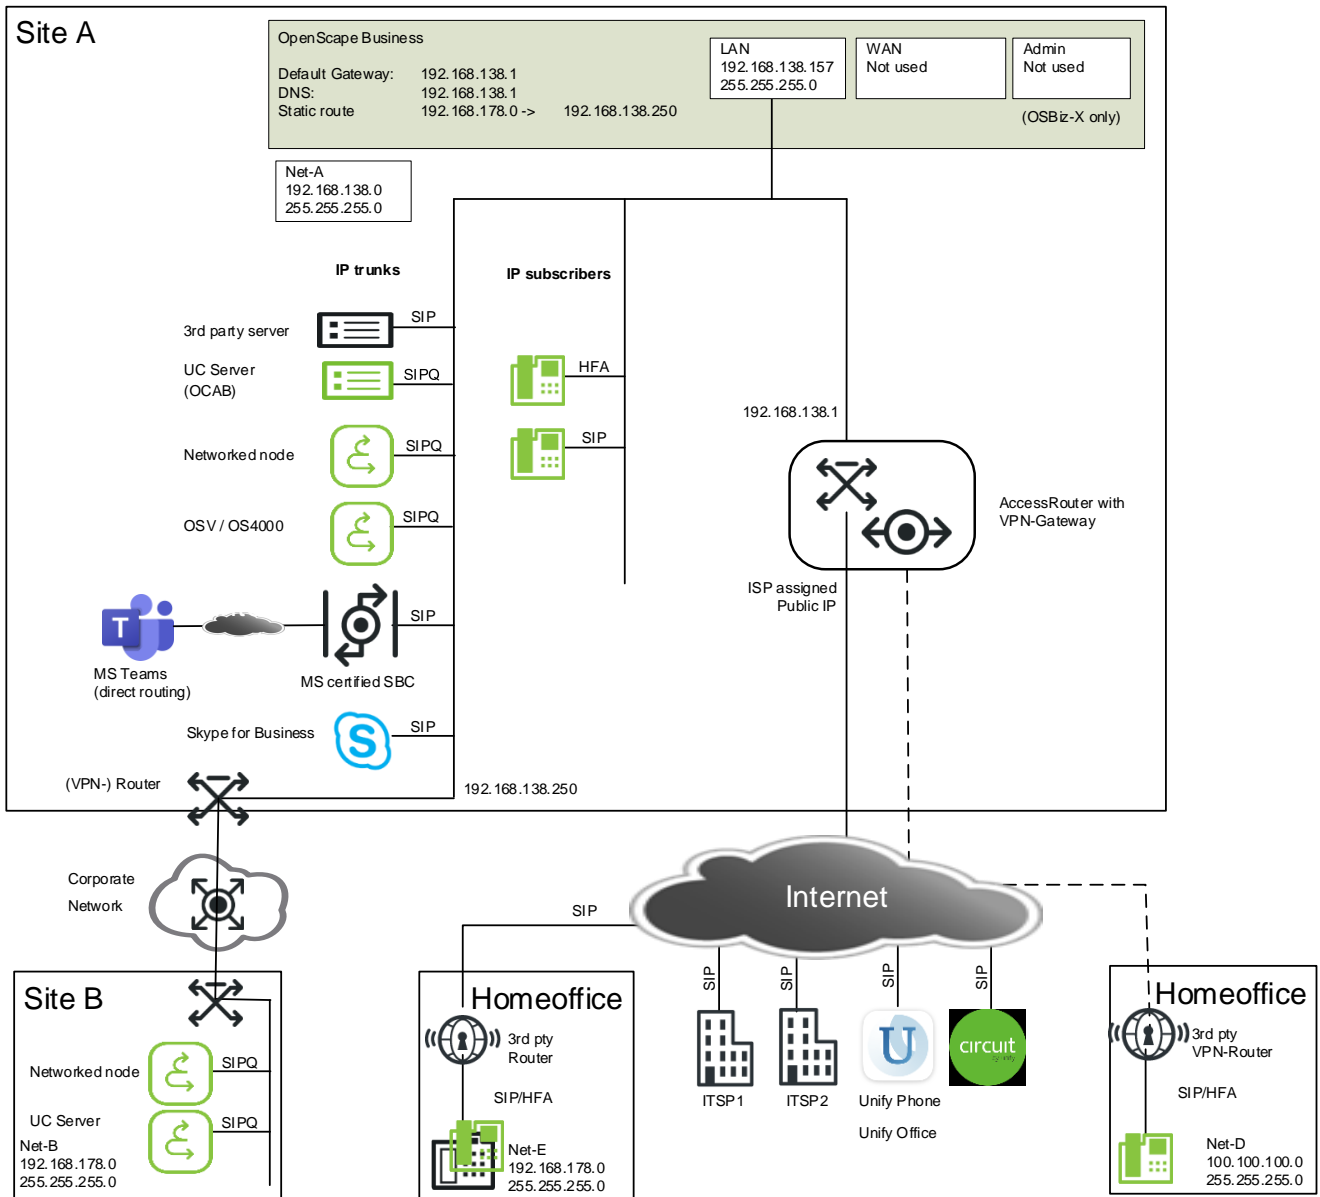 Site A
OpenScape Business
Default Gateway: 192.168.138.1
DNS: 192.168.138.1
Static route 192.168.178.0 -> 192.168.138.250
LAN
192.168.138.157
255.255.255.0
WAN
Not used
Admin
Not used
(OSBiz-X only)
Net-A
192.168.138.0
255.255.255.0
IP trunks
IP subscribers
3rd party server
SIP
UC Server
(OCAB)
SIPQ
HFA
Networked node
SIPQ
SIP
192.168.138.1
OSV / OS4000
SIPQ
AccessRouter with
VPN-Gateway
ISP assigned
Public IP
T
MS Teams
(direct routing)
MS certified SBC
SIP
Skype for Business
S
SIP
(VPN-) Router
192.168.138.250
Corporate
Network
Internet
SIP
SIP
SIP
SIP
SIP
Site B
Networked node
SIPQ
UC Server
SIPQ
Net-B
192.168.178.0
255.255.255.0
Homeoffice
3rd pty
Router
SIP/HFA
Net-E
192.168.178.0
255.255.255.0
ITSP1
ITSP2
U
Unify Phone
Unify Office
circuit
Homeoffice
3rd pty
VPN-Router
SIP/HFA
Net-D
100.100.100.0
255.255.255.0